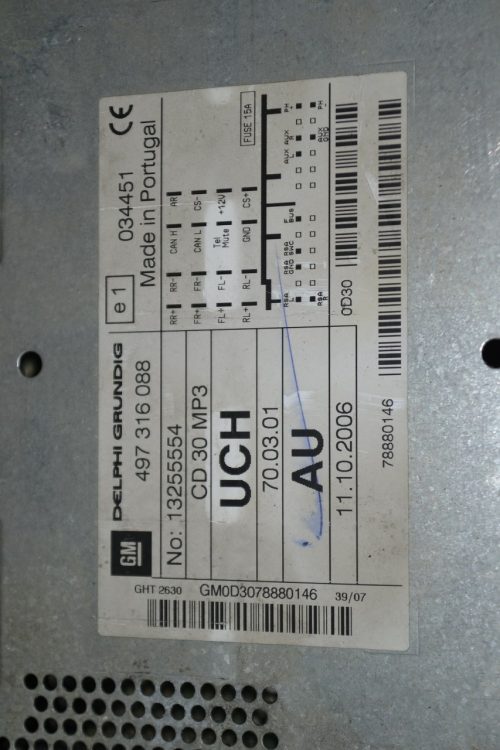 GM DELPHI GRUNDIG
497 316 088
e 1 034451 CE
Made in Portugal
No: 13255554
CD 30 MP3
UCH
70.03.01
AU
11.10.2006
RR+ RR- CAN H AR
FR+ FR- CAN L CS-
FL+ FL- Tel Mute +12V
RL+ RL- GND CS+
FUSE 15A
0D30
78880146
GHT 2630 GM0D3078880146 39/07